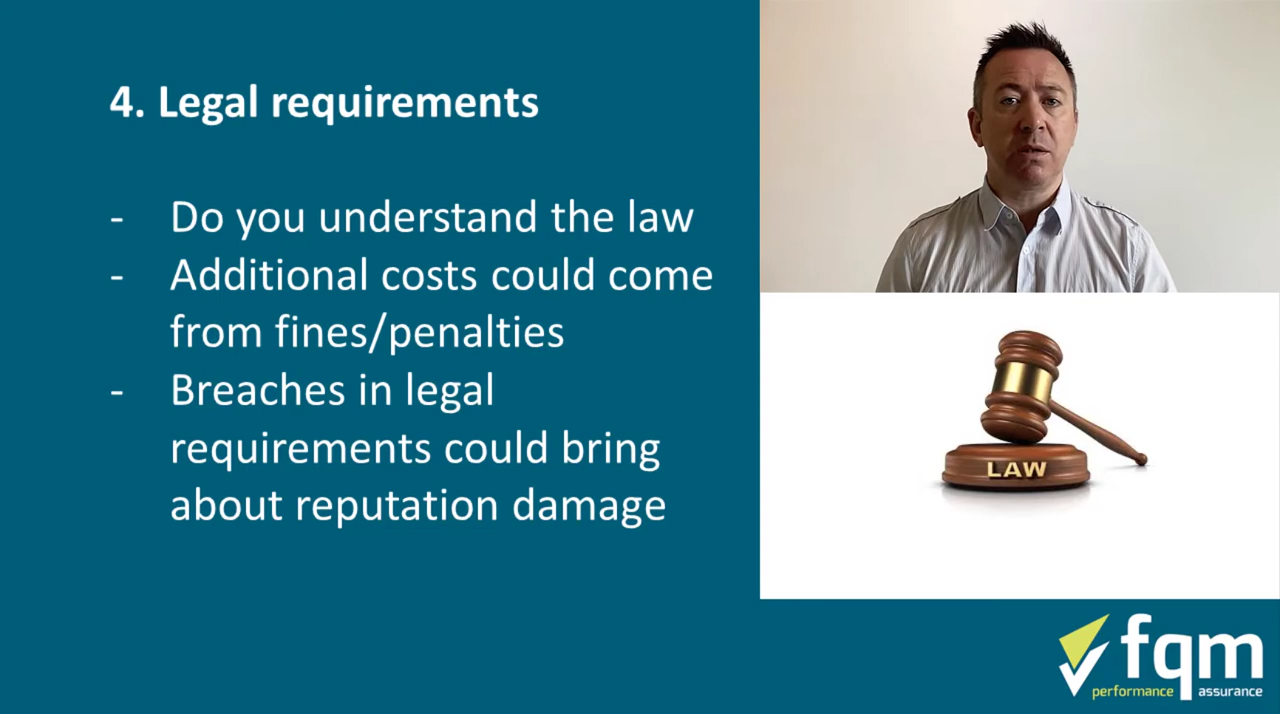 4. Legal requirements
- Do you understand the law
- Additional costs could come
from fines/penalties
- Breaches in legal
requirements could bring
about reputation damage
LAW
fqm
performance assurance